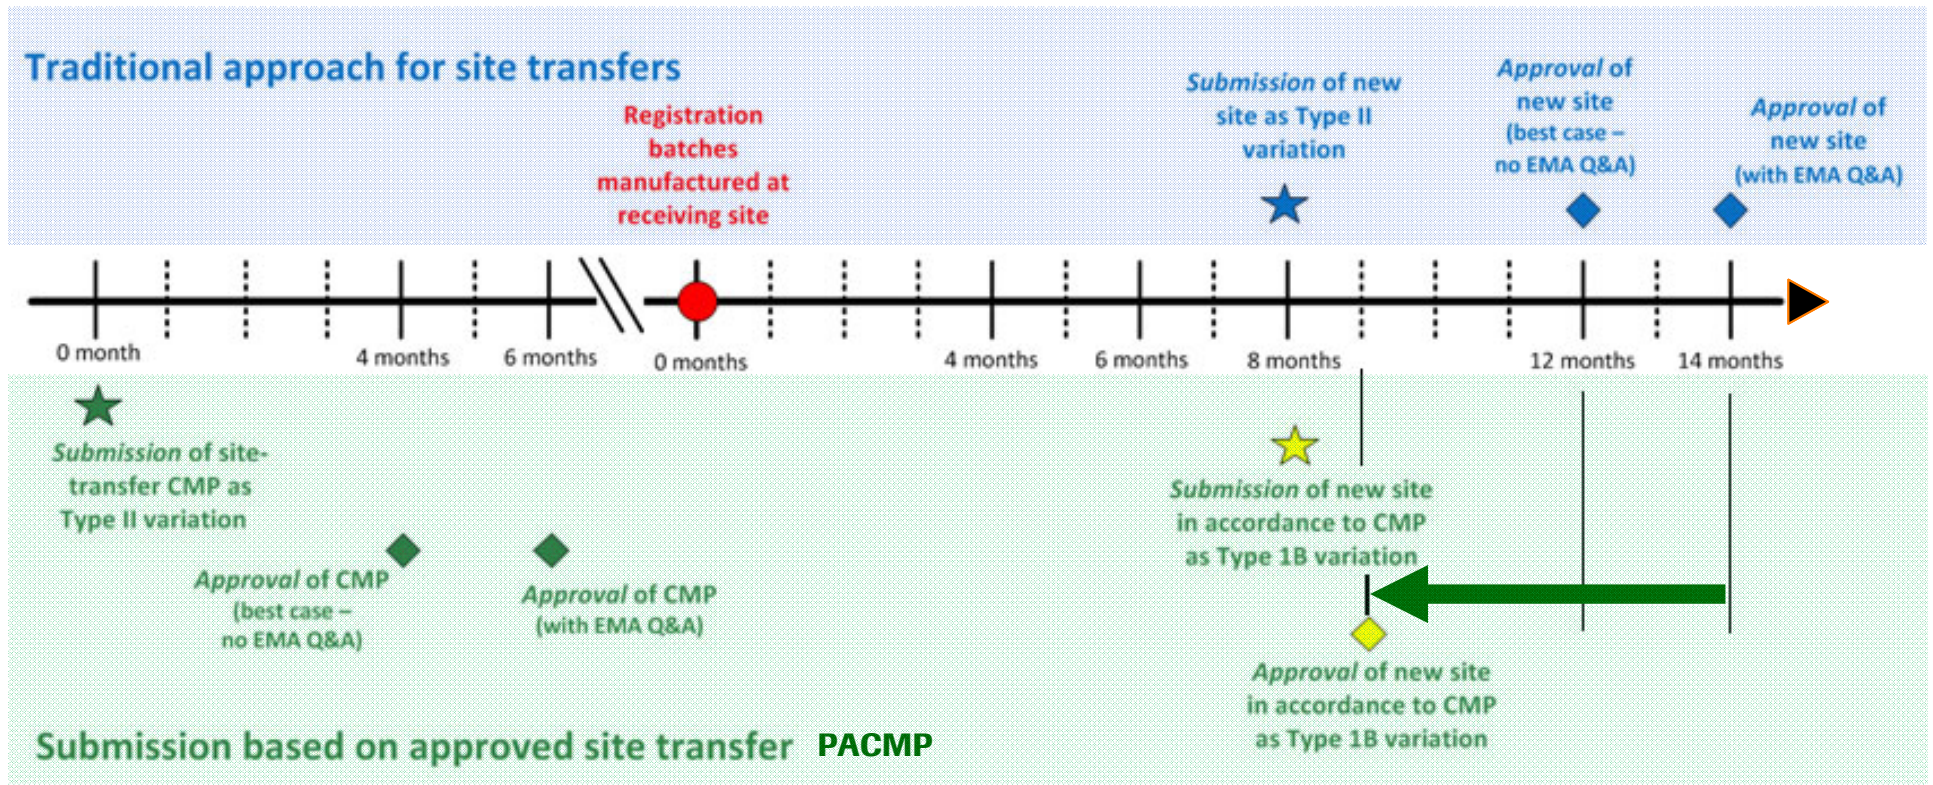 Traditional approach for site transfers
Registration
batches
manufactured at
receiving site
Submission of new
site as Type II
variation
Approval of
new site
(best case –
no EMA Q&A)
Approval of
new site
(with EMA Q&A)
0 month
4 months
6 months
0 months
4 months
6 months
8 months
12 months
14 months
Submission of site-
transfer CMP as
Type II variation
Approval of CMP
(best case –
no EMA Q&A)
Approval of CMP
(with EMA Q&A)
Submission of new site
in accordance to CMP
as Type 1B variation
Approval of new site
in accordance to CMP
as Type 1B variation
Submission based on approved site transfer PACMP